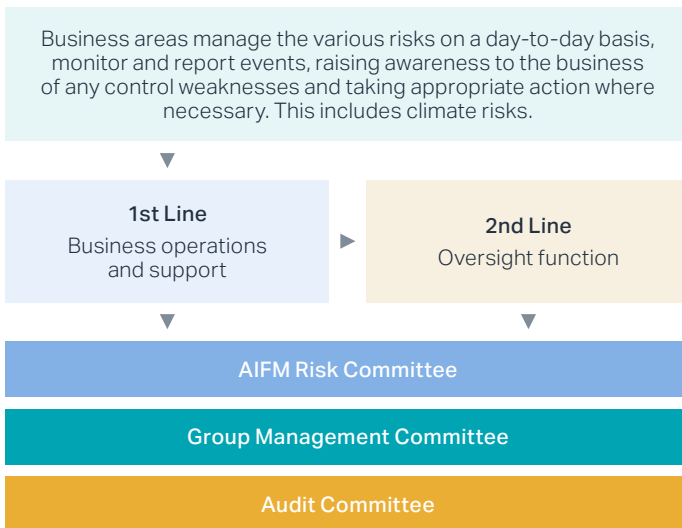 Business areas manage the various risks on a day-to-day basis,
monitor and report events, raising awareness to the business
of any control weaknesses and taking appropriate action where
necessary. This includes climate risks.
1st Line
Business operations
and support
2nd Line
Oversight function
AIFM Risk Committee
Group Management Committee
Audit Committee